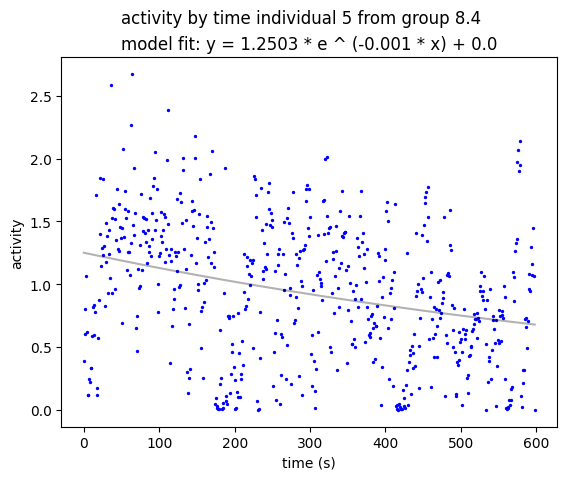 activity by time individual 5 from group 8.4
model fit: y = 1.2503 * e ^ (-0.001 * x) + 0.0
2.5
2.0
1.5
1.0
0.5
0.0
activity
0 100 200 300 400 500 600
time (s)